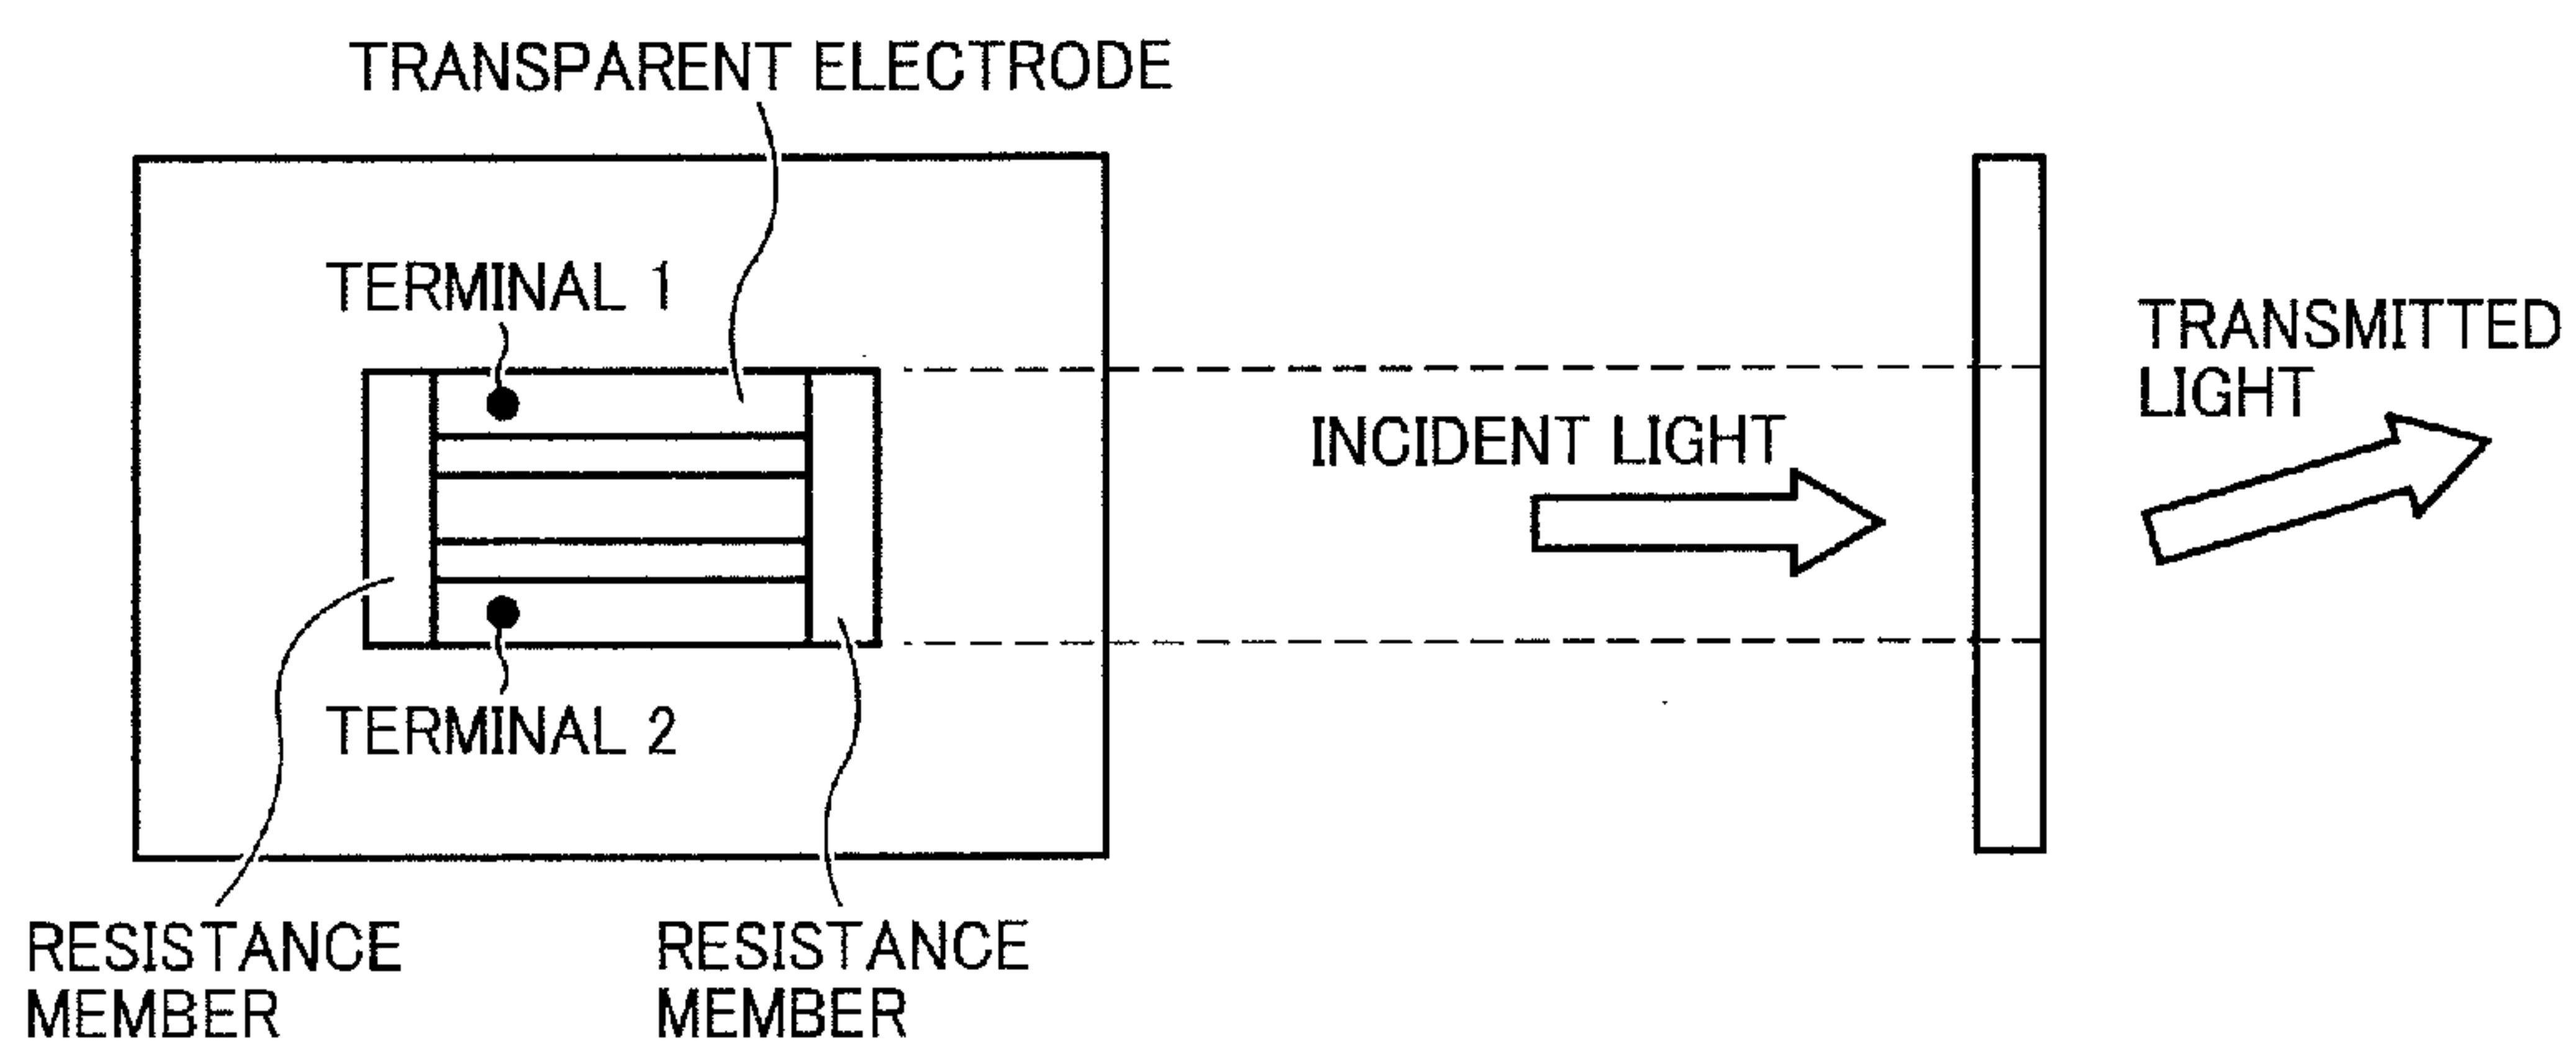 TRANSPARENT ELECTRODE
TERMINAL 1
TERMINAL 2
RESISTANCE
MEMBER
RESISTANCE
MEMBER
INCIDENT LIGHT
TRANSMITTED
LIGHT